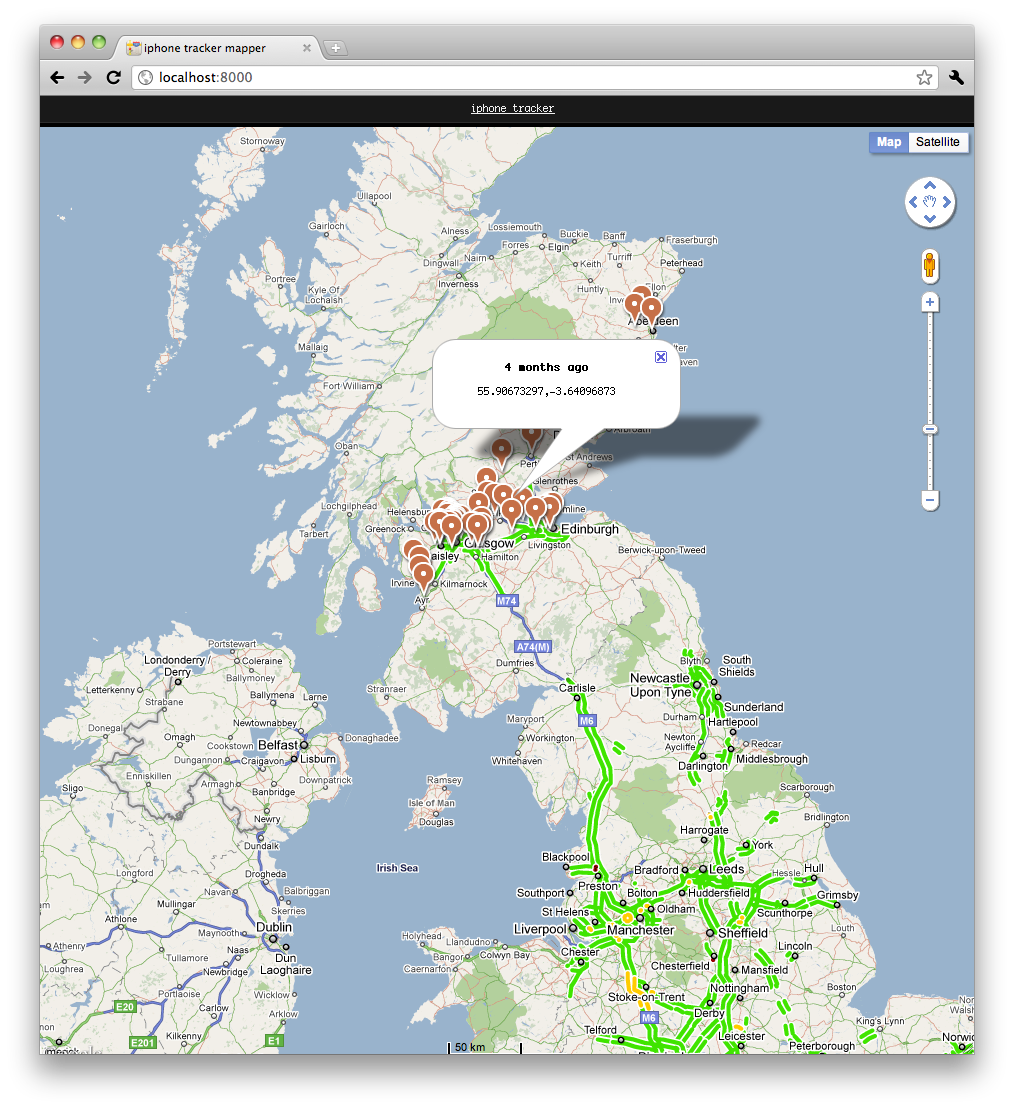 iphone tracker mapper
localhost:8000
iphone tracker
Map
Satellite
Stornoway
Ullapool
Lossiemouth
Gairloch
Alness
Buckie
Banff
Fraserburgh
Forres
Elgin
Turriff
Dingwall
Nairn
Keith
Peterhead
Portree
Inverness
Huntly
Ellon
Kyle Of
Lochalsh
Aberdeen
Mallaig
4 months ago
55.90673297,-3.64096873
Fort William
Oban
Arbroath
St Andrews
Glenrothes
Lochgilphead
Helensburgh
Tarbert
Greenock
Edinburgh
Glasgow
Livingston
Paisley
Hamilton
Berwick-upon-Tweed
Irvine
Kilmarnock
Ayr
M74
Portstewart
A74(M)
Londonderry /
Derry
Coleraine
Dumfries
Blyth
South
Shields
Ballymoney
Newcastle
Upon Tyne
Letterkenny
Stranraer
Carlisle
Strabane
Ballymena
Larne
Sunderland
Donegal
Newtownabbey
Maryport
M6
Durham
Hartlepool
Omagh
Cookstown
Belfast
Donaghadee
Workington
Newton
Aycliffe
Redcar
Dungannon
Craigavon
Lisburn
Whitehaven
Darlington
Middlesbrough
Enniskillen
Armagh
Downpatrick
Ramsey
Sligo
Banbridge
Isle of Man
Scarborough
Newry
Douglas
Bridlington
Dundalk
Harrogate
York
Blackpool
Longford
Drogheda
Irish Sea
Bradford
Leeds
Hessle
Hull
Navan
Balbriggan
Preston
Mullingar
Southport
Bolton
Huddersfield
Grimsby
Skerries
Oldham
Athlone
St Helens
Scunthorpe
Dublin
Maynooth
Liverpool
Manchester
Sheffield
Louth
Athenry
Holyhead
Llandudno
Lincoln
Tullamore
Naas
Dun
Laoghaire
Bangor
Colwyn Bay
Chester
Loughrea
Newbridge
Caernarfon
Chesterfield
Mansfield
Portlaoise
Wicklow
Stoke-on-Trent
Nottingham
Boston
E20
Carlow
Arklow
M6
Derby
King's Lynn
Telford
Leicester
E201
Kilkenny
E1
50 km
Peterborough